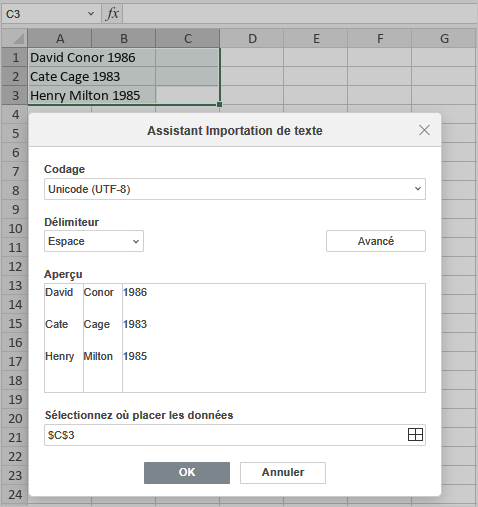 C3 fx
A B C D E F G
1 David Conor 1986
2 Cate Cage 1983
3 Henry Milton 1985
4
5
6
7
8
9
10
11
12
13
14
15
16
17
18
19
20
21
22
23
24
Assistant Importation de texte
Codage
Unicode (UTF-8)
Délimiteur
Espace Avancé
Aperçu
David Conor 1986
Cate Cage 1983
Henry Milton 1985
Sélectionnez où placer les données
$C$3
OK Annuler